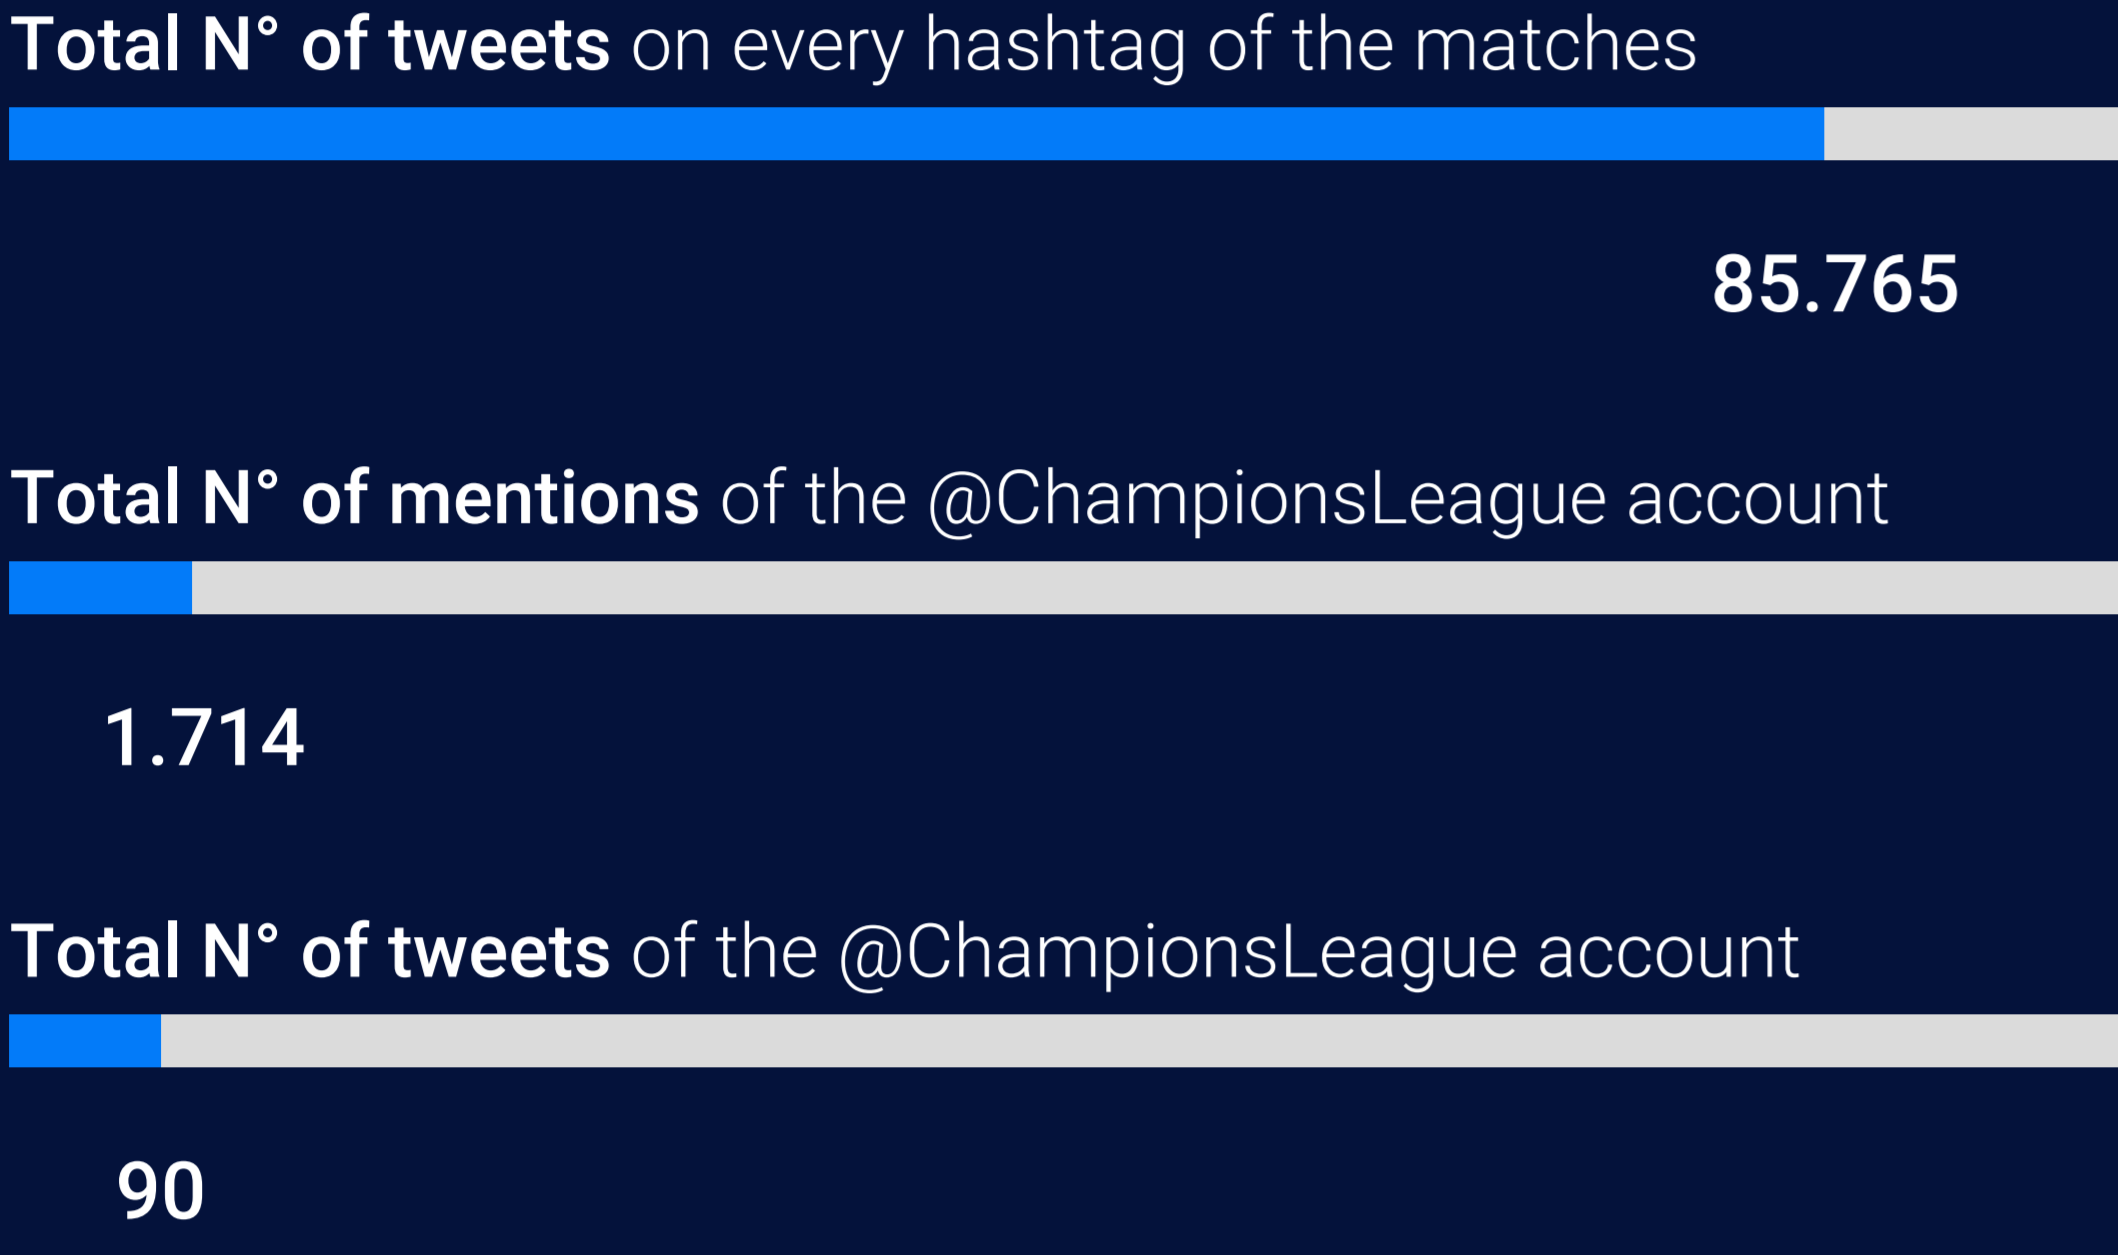 Total N° of tweets on every hashtag of the matches
85.765
Total N° of mentions of the @ChampionsLeague account
1.714
Total N° of tweets of the @ChampionsLeague account
90